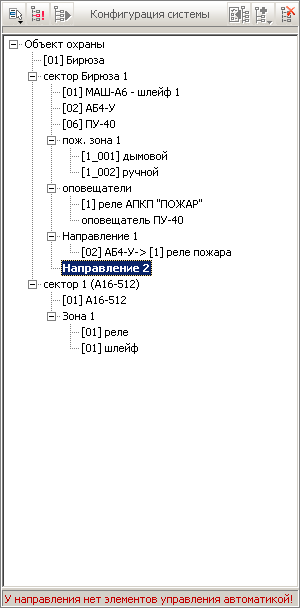 Конфигурация системы
Объект охраны
[01] Бирюза
сектор Бирюза 1
[01] МАШ-А6 - шлейф 1
[02] АБ4-У
[06] ПУ-40
пож. зона 1
[1_001] дымовой
[1_002] ручной
оповещатели
[1] реле АПКП "ПОЖАР"
оповещатель ПУ-40
Направление 1
[02] АБ4-У-> [1] реле пожара
Направление 2
сектор 1 (А16-512)
[01] А16-512
Зона 1
[01] реле
[01] шлейф
У направления нет элементов управления автоматикой!